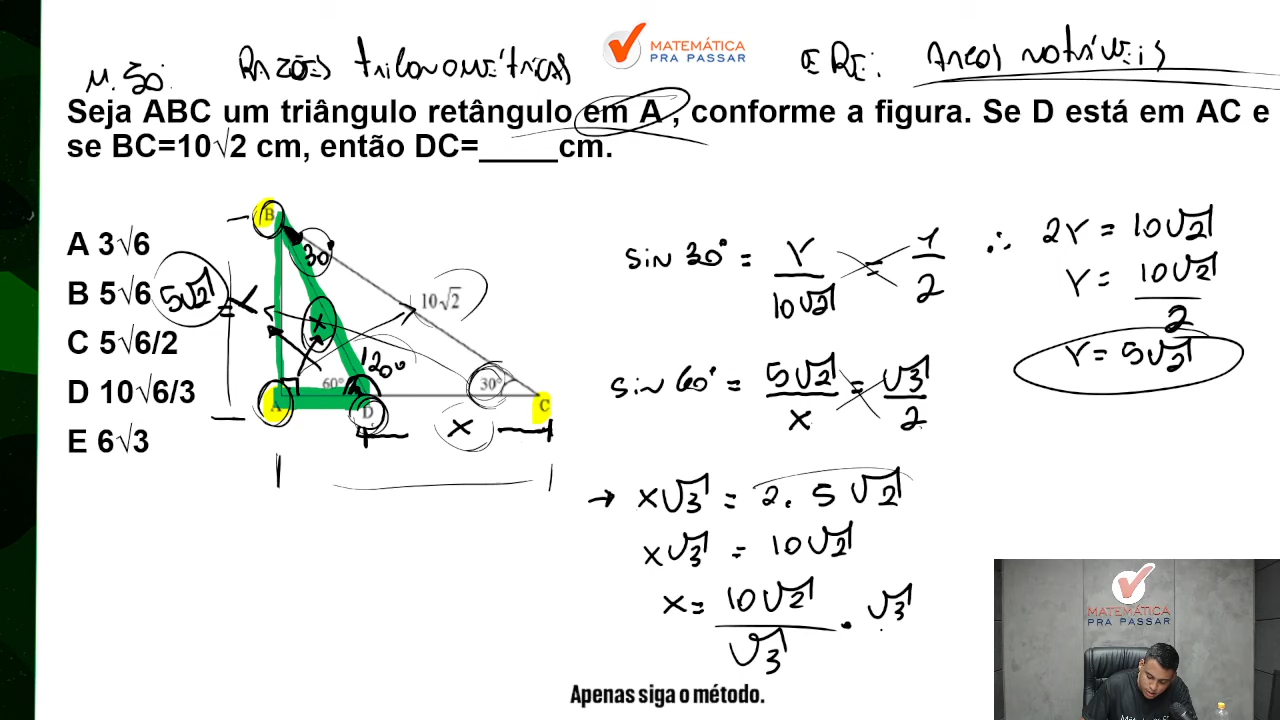 MATEMÁTICA
PRA PASSAR
M. 50:
RAZÕES trigonométricas
ERE: Arcos notáveis
Seja ABC um triângulo retângulo em A , conforme a figura. Se D está em AC e
se BC=10√2 cm, então DC=_____cm.
A 3√6
B 5√6
C 5√6/2
D 10√6/3
E 6√3
B
30°
5√2 = Y
10√2
x
120°
60°
30°
A
D
C
x
sin 30° = Y/10√2 = 1/2
∴ 2Y = 10√2
Y = 10√2/2
Y = 5√2
sin 60° = 5√2/x = √3/2
→ x√3 = 2. 5√2
x√3 = 10√2
x = 10√2/√3 . √3
MATEMÁTICA
PRA PASSAR
Apenas siga o método.